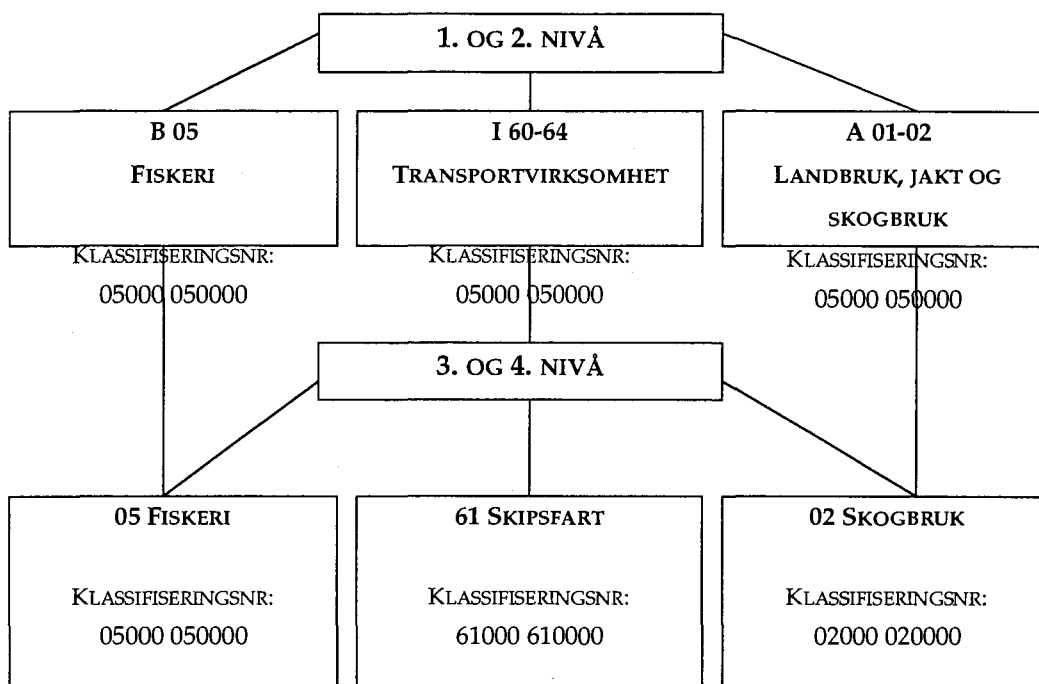 1. OG 2. NIVÅ
B 05
FISKERI
KLASSIFISERINGSNR:
05000 050000
I 60-64
TRANSPORTVIRKSOMHET
KLASSIFISERINGSNR:
05000 050000
A 01-02
LANDBRUK, JAKT OG
SKOGBRUK
KLASSIFISERINGSNR:
05000 050000
3. OG 4. NIVÅ
05 FISKERI
KLASSIFISERINGSNR:
05000 050000
61 SKIPSFART
KLASSIFISERINGSNR:
61000 610000
02 SKOGBRUK
KLASSIFISERINGSNR:
02000 020000